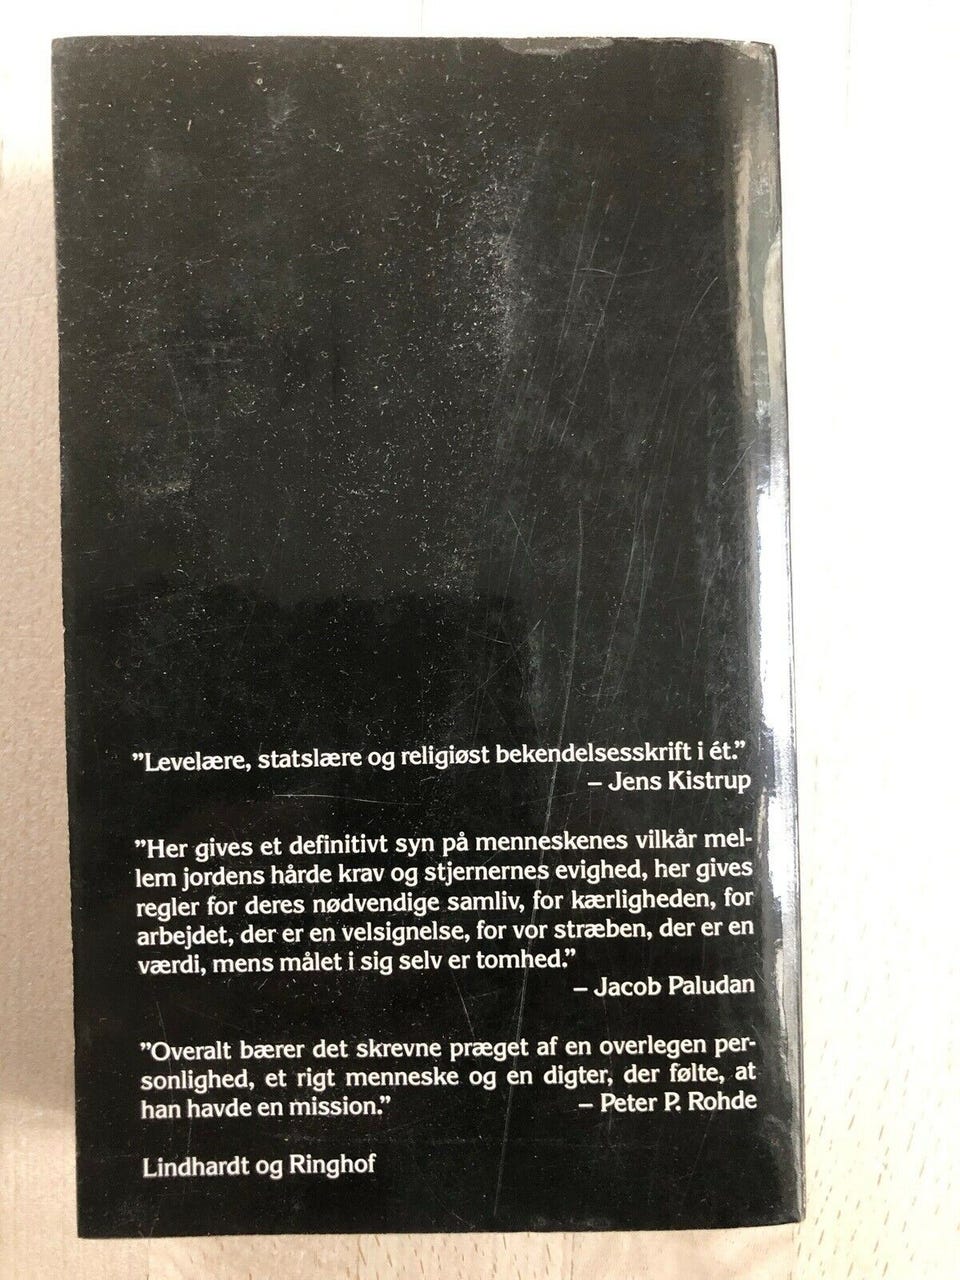 ”Levelære, statslære og religiøst bekendelsesskrift i ét.”
– Jens Kistrup
”Her gives et definitivt syn på menneskenes vilkår mel-
lem jordens hårde krav og stjernernes evighed, her gives
regler for deres nødvendige samliv, for kærligheden, for
arbejdet, der er en velsignelse, for vor stræben, der er en
værdi, mens målet i sig selv er tomhed.”
– Jacob Paludan
”Overalt bærer det skrevne præget af en overlegen per-
sonlighed, et rigt menneske og en digter, der følte, at
han havde en mission.” – Peter P. Rohde
Lindhardt og Ringhof